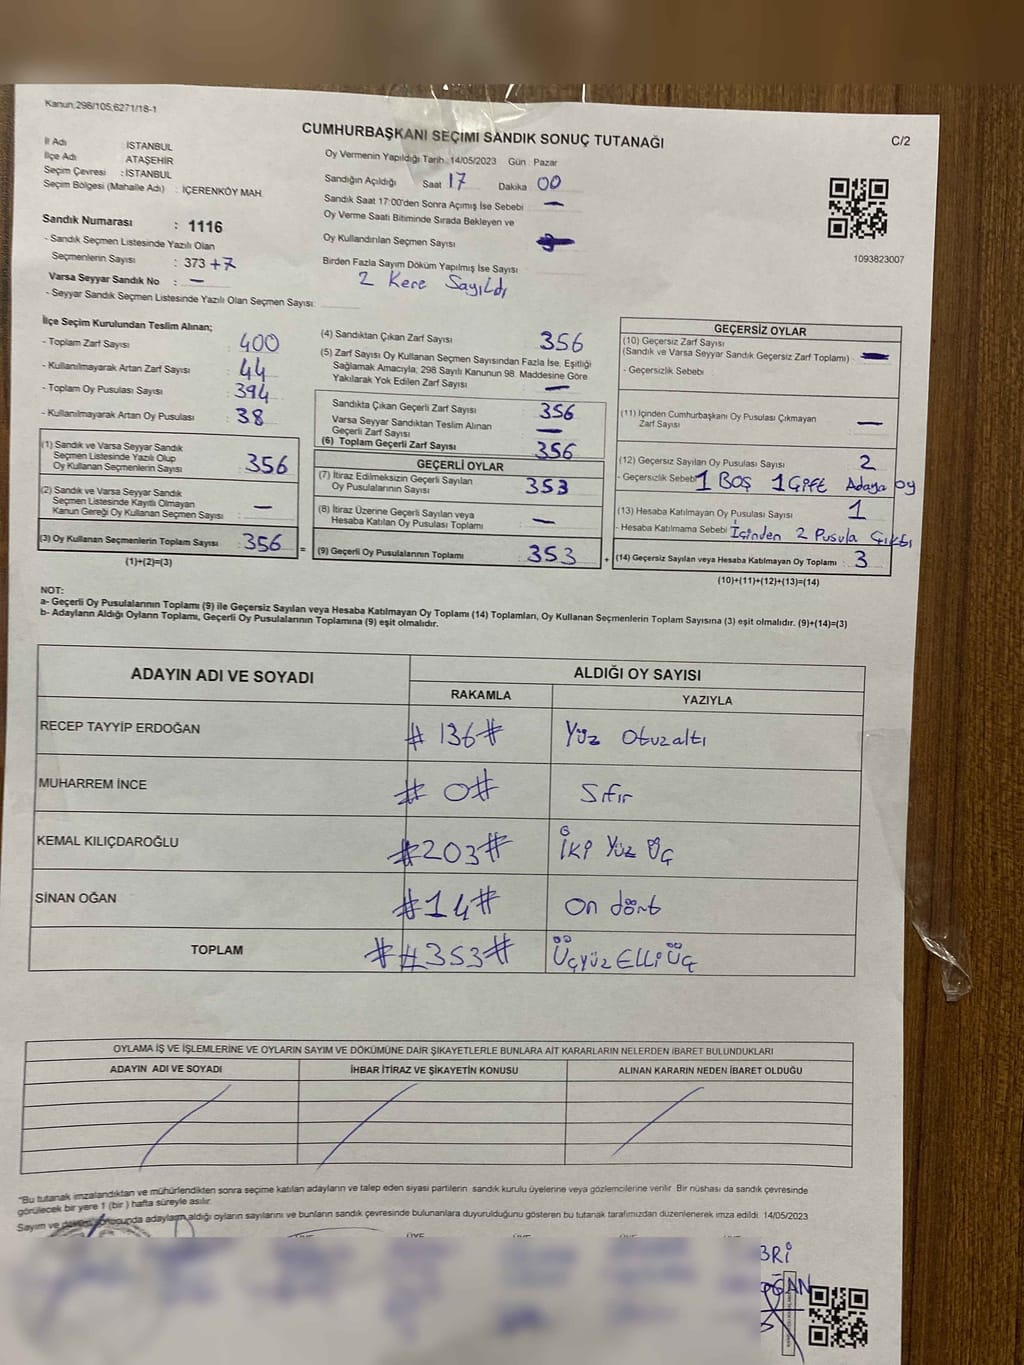 Kanun;298/105;6271/18-1
CUMHURBAŞKANI SEÇİMİ SANDIK SONUÇ TUTANAĞI
C/2
İl Adı : İSTANBUL
İlçe Adı : ATAŞEHİR
Seçim Çevresi : İSTANBUL
Seçim Bölgesi (Mahalle Adı) : İÇERENKÖY MAH.
Sandık Numarası : 1116
- Sandık Seçmen Listesinde Yazılı Olan
Seçmenlerin Sayısı : 373 +7
Varsa Seyyar Sandık No : —
- Seyyar Sandık Seçmen Listesinde Yazılı Olan Seçmen Sayısı:
Oy Vermenin Yapıldığı Tarih: 14/05/2023 Gün : Pazar
Sandığın Açıldığı Saat 17 Dakika 00
Sandık Saat 17:00'den Sonra Açımış İse Sebebi —
Oy Verme Saati Bitiminde Sırada Bekleyen ve
Oy Kullandırılan Seçmen Sayısı
Birden Fazla Sayım Döküm Yapılmış İse Sayısı
2 Kere Sayıldı
1093823007
İlçe Seçim Kurulundan Teslim Alınan;
- Toplam Zarf Sayısı : 400
- Kullanılmayarak Artan Zarf Sayısı : 44
- Toplam Oy Pusulası Sayısı : 394
- Kullanılmayarak Artan Oy Pusulası : 38
(1) Sandık ve Varsa Seyyar Sandık
Seçmen Listesinde Yazılı Olup
Oy Kullanan Seçmenlerin Sayısı : 356
(2) Sandık ve Varsa Seyyar Sandık
Seçmen Listesinde Kayıtlı Olmayan
Kanun Gereği Oy Kullanan Seçmen Sayısı : —
(3) Oy Kullanan Seçmenlerin Toplam Sayısı : 356
(1)+(2)=(3)
=
(4) Sandıktan Çıkan Zarf Sayısı : 356
(5) Zarf Sayısı Oy Kullanan Seçmen Sayısından Fazla İse, Eşitliği
Sağlamak Amacıyla; 298 Sayılı Kanunun 98. Maddesine Göre
Yakılarak Yok Edilen Zarf Sayısı : —
Sandıkta Çıkan Geçerli Zarf Sayısı : 356
Varsa Seyyar Sandıktan Teslim Alınan
Geçerli Zarf Sayısı : —
(6) Toplam Geçerli Zarf Sayısı : 356
GEÇERLİ OYLAR
(7) İtiraz Edilmeksizin Geçerli Sayılan
Oy Pusulalarının Sayısı : 353
(8) İtiraz Üzerine Geçerli Sayılan veya
Hesaba Katılan Oy Pusulası Toplamı : —
(9) Geçerli Oy Pusulalarının Toplamı : 353
+
GEÇERSİZ OYLAR
(10) Geçersiz Zarf Sayısı
(Sandık ve Varsa Seyyar Sandık Geçersiz Zarf Toplamı) : —
- Geçersizlik Sebebi :
(11) İçinden Cumhurbaşkanı Oy Pusulası Çıkmayan
Zarf Sayısı : —
(12) Geçersiz Sayılan Oy Pusulası Sayısı : 2
- Geçersizlik Sebebi : 1 BOŞ 1 Çift Adaya oy
(13) Hesaba Katılmayan Oy Pusulası Sayısı : 1
- Hesaba Katılmama Sebebi : İçinden 2 Pusula Çıktı
(14) Geçersiz Sayılan veya Hesaba Katılmayan Oy Toplamı : 3
(10)+(11)+(12)+(13)=(14)
NOT:
a- Geçerli Oy Pusulalarının Toplamı (9) ile Geçersiz Sayılan veya Hesaba Katılmayan Oy Toplamı (14) Toplamları, Oy Kullanan Seçmenlerin Toplam Sayısına (3) eşit olmalıdır. (9)+(14)=(3)
b- Adayların Aldığı Oyların Toplamı, Geçerli Oy Pusulalarının Toplamına (9) eşit olmalıdır.
ADAYIN ADI VE SOYADI
ALDIĞI OY SAYISI
RAKAMLA YAZIYLA
RECEP TAYYİP ERDOĞAN # 136 # Yüz Otuzaltı
MUHARREM İNCE # 0 # Sıfır
KEMAL KILIÇDAROĞLU #203# İki Yüz Üç
SİNAN OĞAN #14# On dört
TOPLAM # #353# ÜçyüzElliÜç
OYLAMA İŞ VE İŞLEMLERİNE VE OYLARIN SAYIM VE DÖKÜMÜNE DAİR ŞİKAYETLERLE BUNLARA AİT KARARLARIN NELERDEN İBARET BULUNDUKLARI
ADAYIN ADI VE SOYADI İHBAR İTİRAZ VE ŞİKAYETİN KONUSU ALINAN KARARIN NEDEN İBARET OLDUĞU
*Bu tutanak imzalandıktan ve mühürlendikten sonra seçime katılan adayların ve talep eden siyasi partilerin sandık kurulu üyelerine veya gözlemcilerine verilir. Bir nüshası da sandık çevresinde
görülecek bir yere 1 (bir) hafta süreyle asılır.
Sayım ve döküm sonucunda adayların aldığı oyların sayılarını ve bunların sandık çevresinde bulunanlara duyurulduğunu gösteren bu tutanak tarafımızdan düzenlenerek imza edildi. 14/05/2023